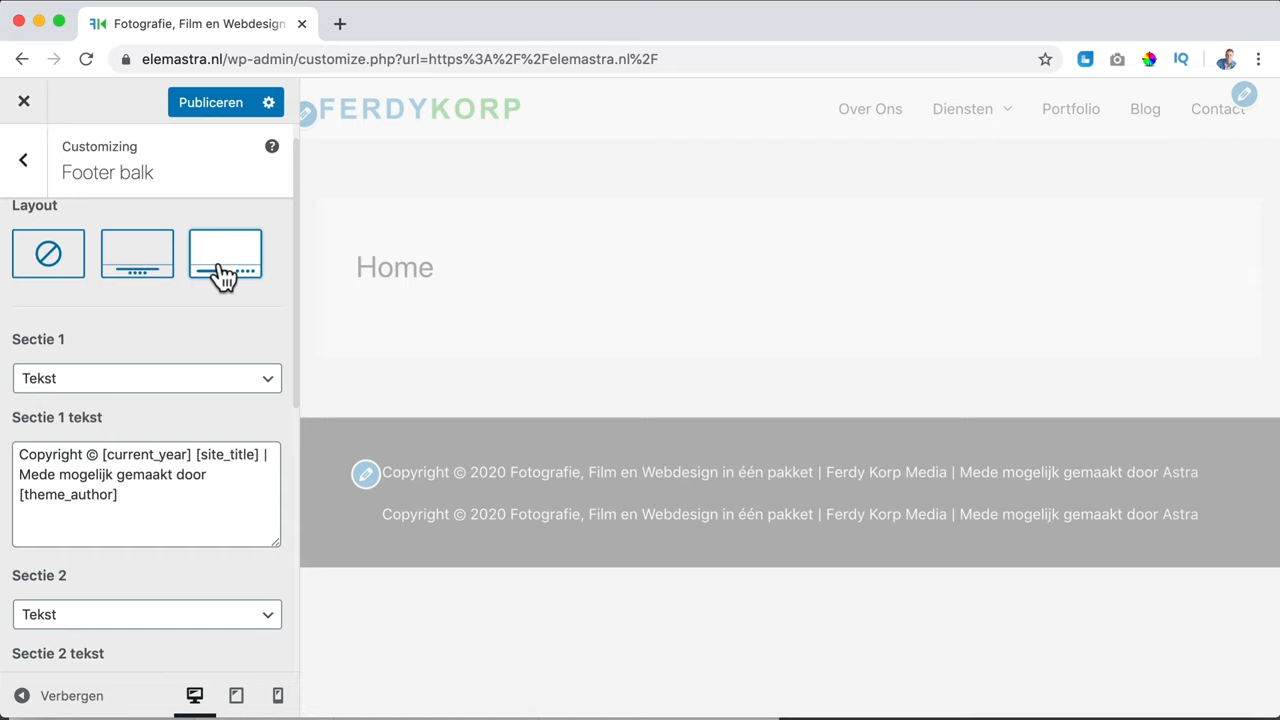 Fotografie, Film en Webdesign
elemastra.nl/wp-admin/customize.php?url=https%3A%2F%2Felemastra.nl%2F
IQ
Publiceren
Customizing
Footer balk
Layout
Sectie 1
Tekst
Sectie 1 tekst
Copyright © [current_year] [site_title] |
Mede mogelijk gemaakt door
[theme_author]
Sectie 2
Tekst
Sectie 2 tekst
Verbergen
FERDYKORP
Over Ons Diensten Portfolio Blog Contact
Home
Copyright © 2020 Fotografie, Film en Webdesign in één pakket | Ferdy Korp Media | Mede mogelijk gemaakt door Astra
Copyright © 2020 Fotografie, Film en Webdesign in één pakket | Ferdy Korp Media | Mede mogelijk gemaakt door Astra